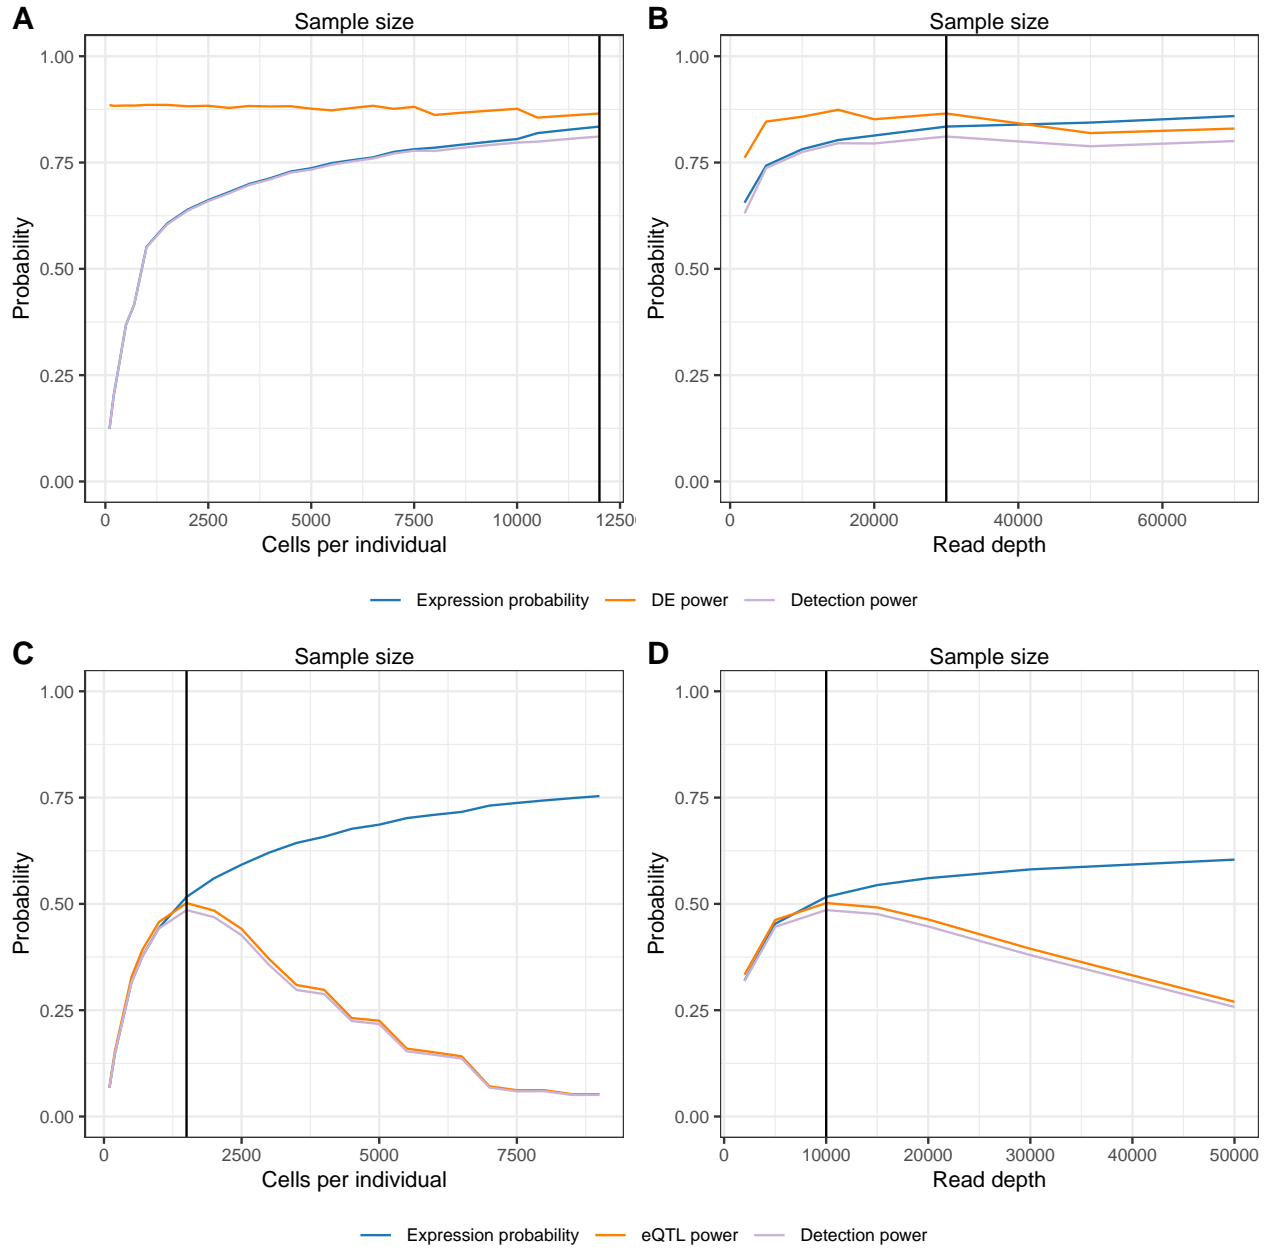 A
Sample size
1.00
0.75
0.50
0.25
0.00
Probability
0 2500 5000 7500 10000 1250
Cells per individual
B
Sample size
1.00
0.75
0.50
0.25
0.00
Probability
0 20000 40000 60000
Read depth
Expression probability DE power Detection power
C
Sample size
1.00
0.75
0.50
0.25
0.00
Probability
0 2500 5000 7500
Cells per individual
D
Sample size
1.00
0.75
0.50
0.25
0.00
Probability
0 10000 20000 30000 40000 50000
Read depth
Expression probability eQTL power Detection power